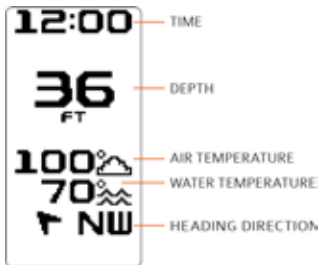 12:00 TIME
36 DEPTH
FT
100° AIR TEMPERATURE
70° WATER TEMPERATURE
NW HEADING DIRECTION